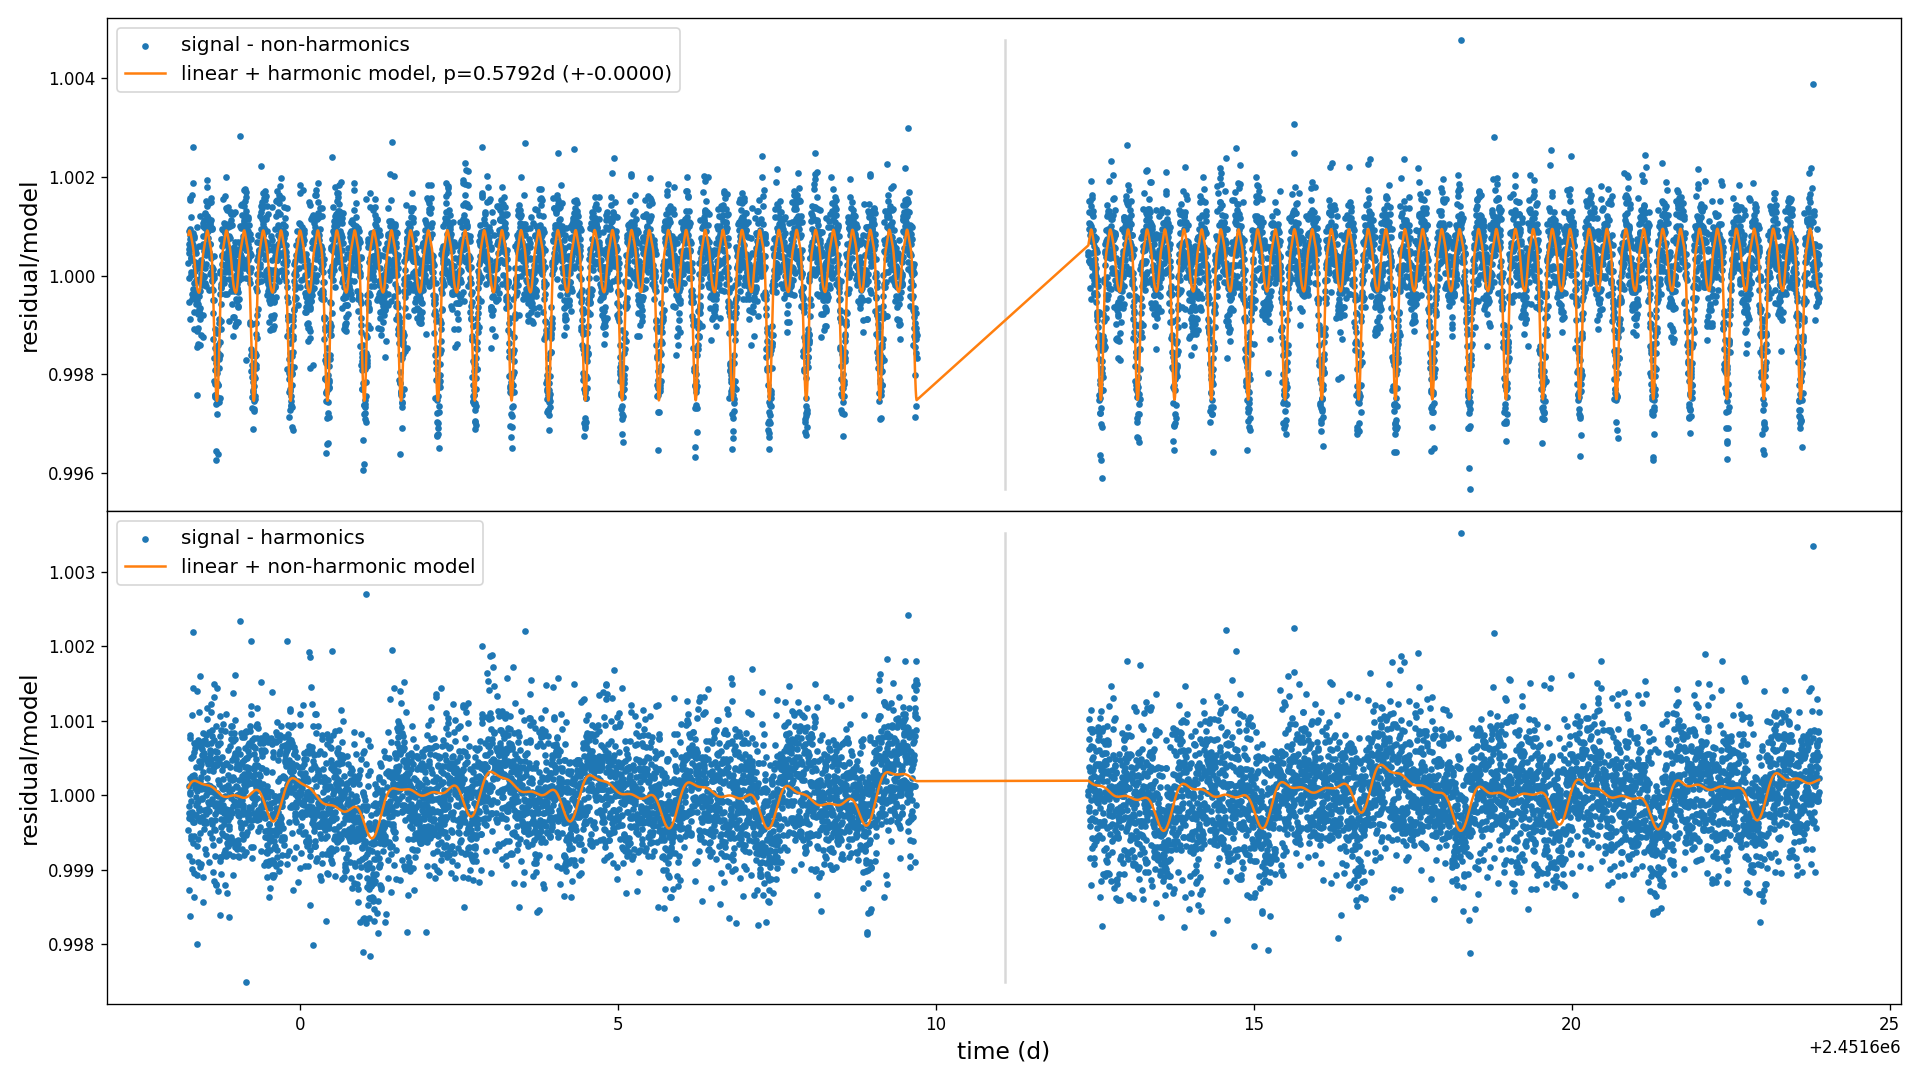 signal - non-harmonics
linear + harmonic model, p=0.5792d (+-0.0000)
residual/model
1.004
1.002
1.000
0.998
0.996
signal - harmonics
linear + non-harmonic model
residual/model
1.003
1.002
1.001
1.000
0.999
0.998
0 5 10 15 20 25
time (d)
+2.4516e6